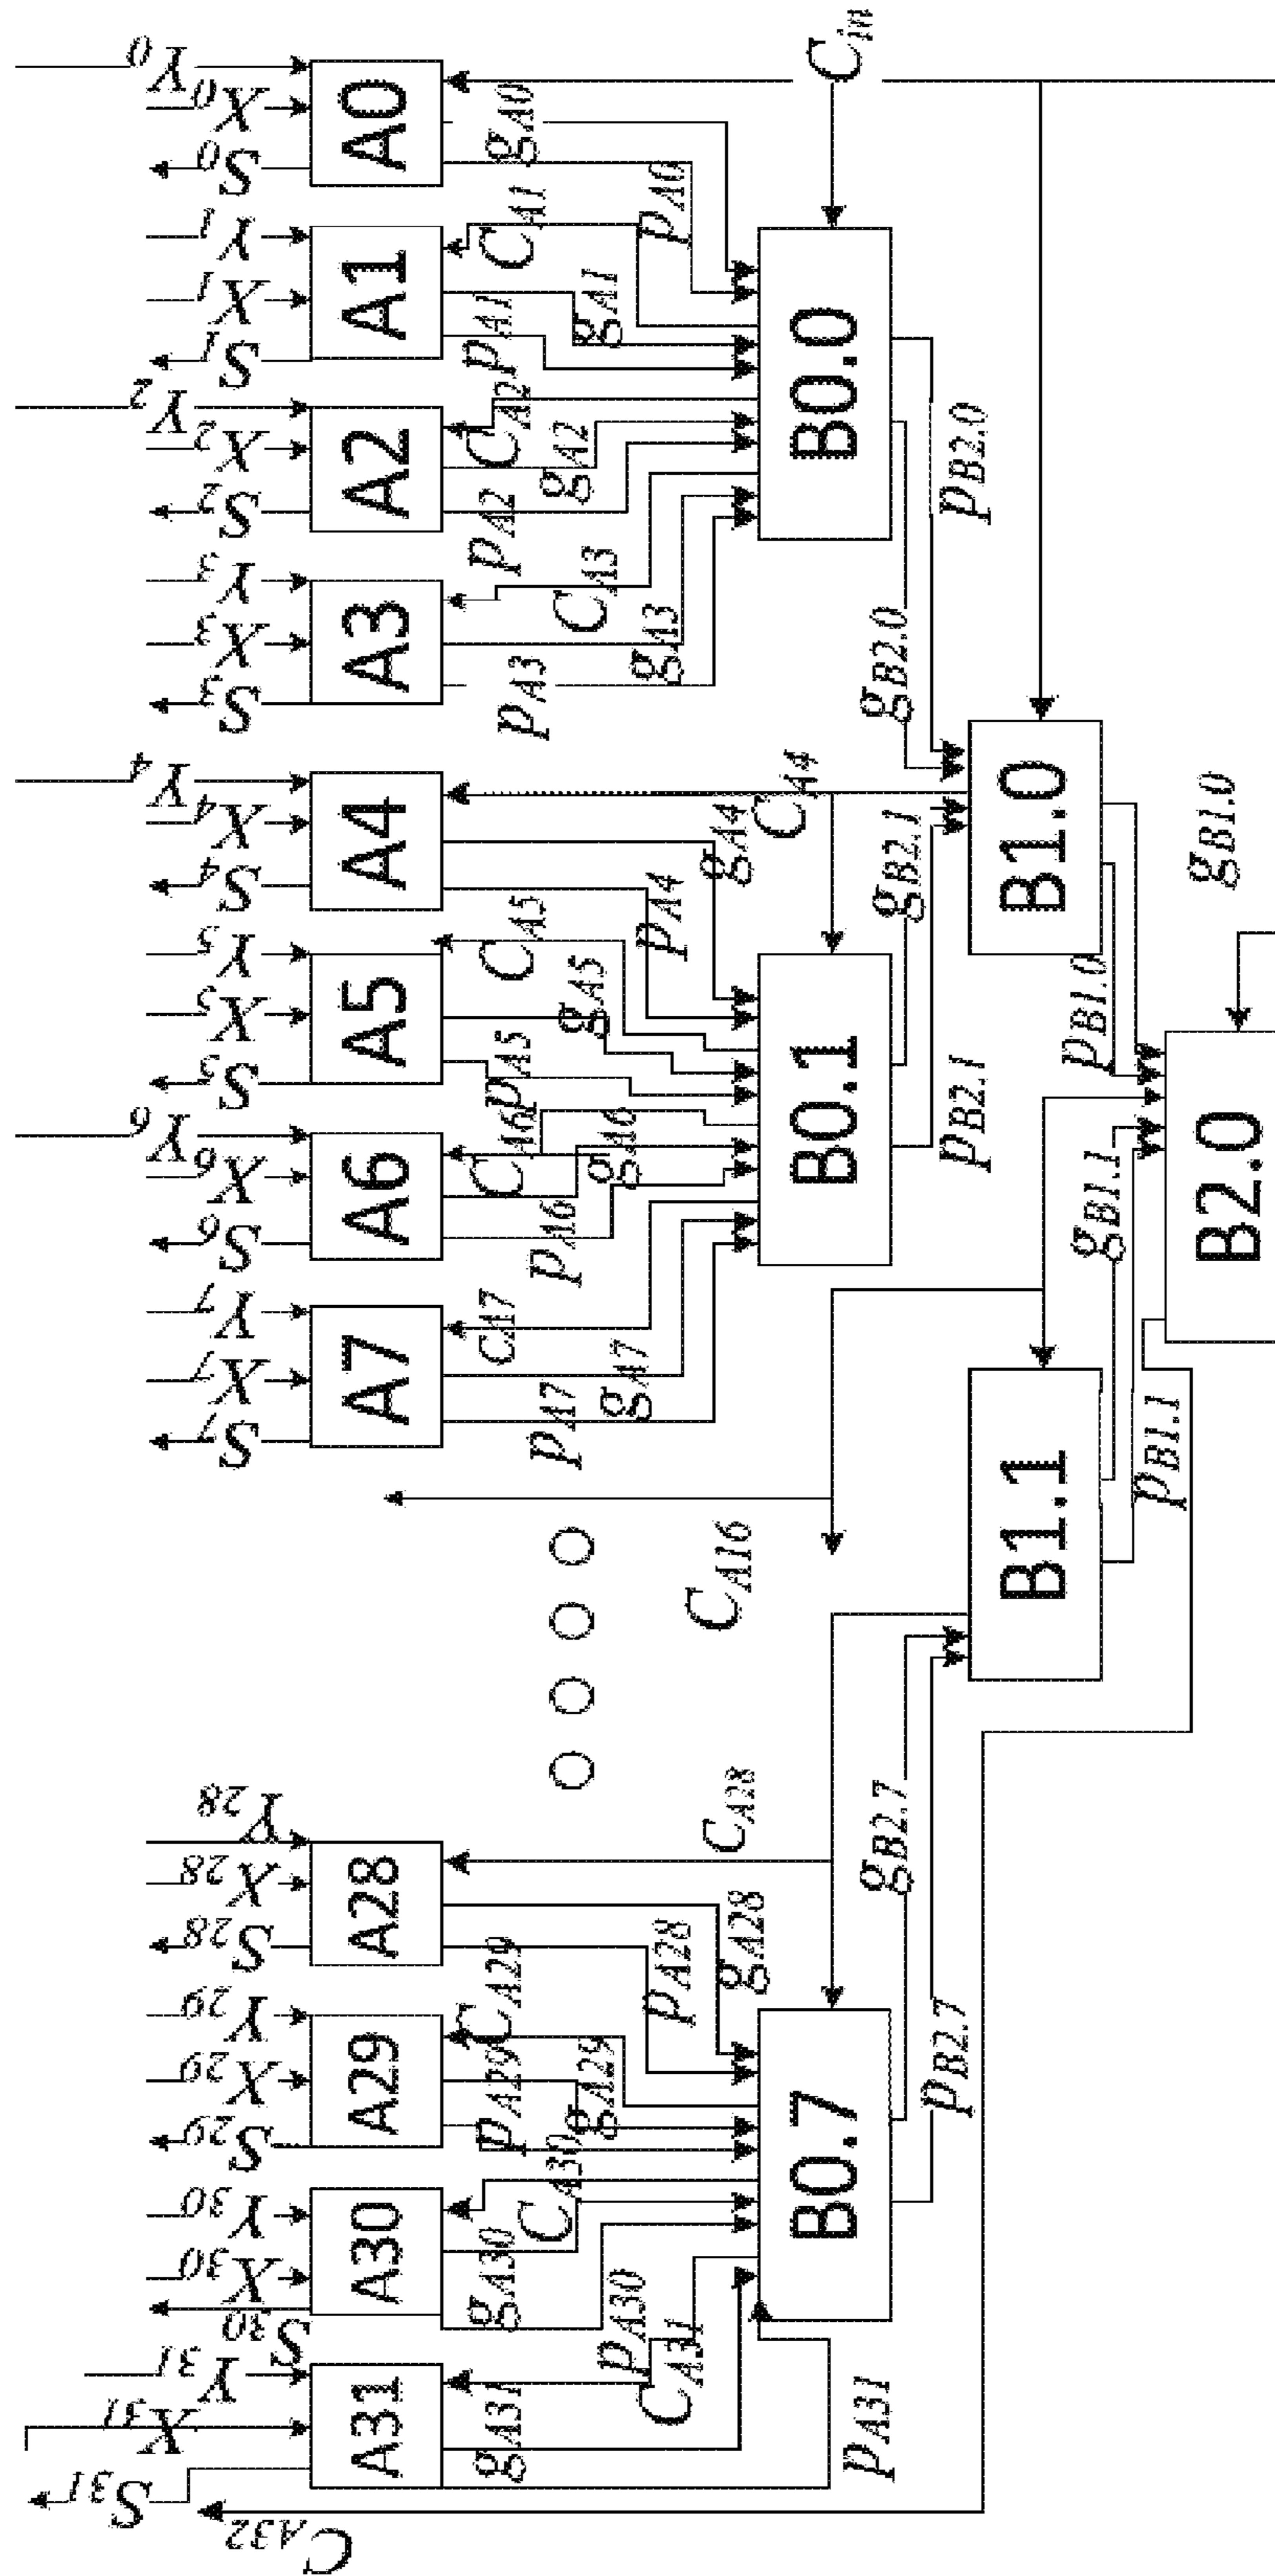 S31 X31 Y31 S30 X30 Y30 S29 X29 Y29 S28 X28 Y28 S7 X7 Y7 S6 X6 Y6 S5 X5 Y5 S4 X4 Y4 S3 X3 Y3 S2 X2 Y2 S1 X1 Y1 S0 X0 Y0
CA32
A31 A30 A29 A28 A7 A6 A5 A4 A3 A2 A1 A0
gA31 gA30 pA29 CA29 CA7 CA6 pA5 CA5 pA3 pA2 CA2 pA1 CA1 gA0
CA30 gA29 pA7 pA6 gA5 CA3 gA2 gA1
pA30 gA7 gA6 pA4 gA3 pA0
CA31 pA28 gA28 CA28 CA16 gA4 CA4
pA31 B0.7 B0.1 B0.0 Cin
gB2.7 gB2.1 gB2.0
pB2.7 pB2.1 pB2.0
B1.1 B1.0
gB1.1 pB1.0
pB1.1
B2.0 gB1.0